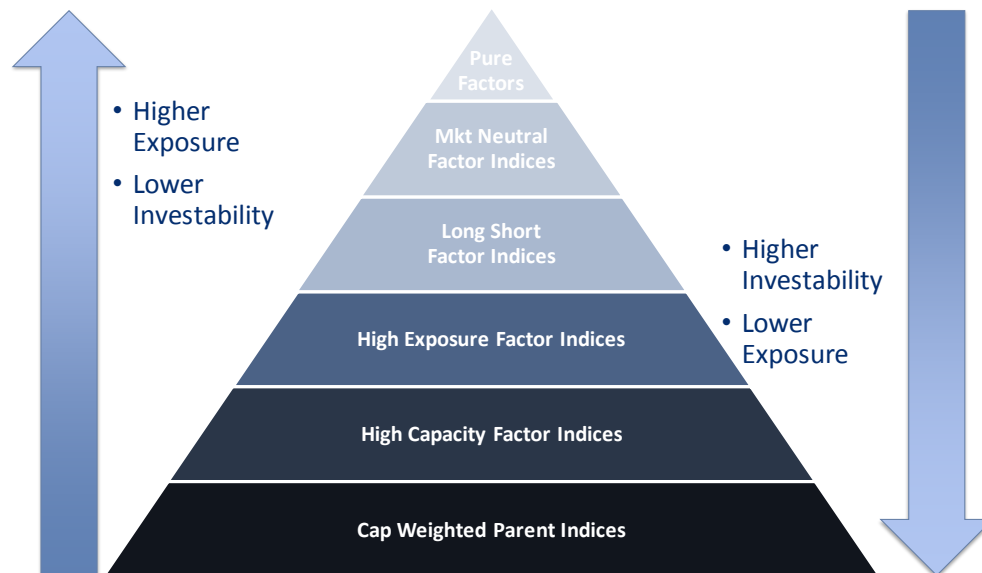 Pure
Factors
• Higher
Exposure
• Lower
Investability
Mkt Neutral
Factor Indices
Long Short
Factor Indices
• Higher
Investability
• Lower
Exposure
High Exposure Factor Indices
High Capacity Factor Indices
Cap Weighted Parent Indices